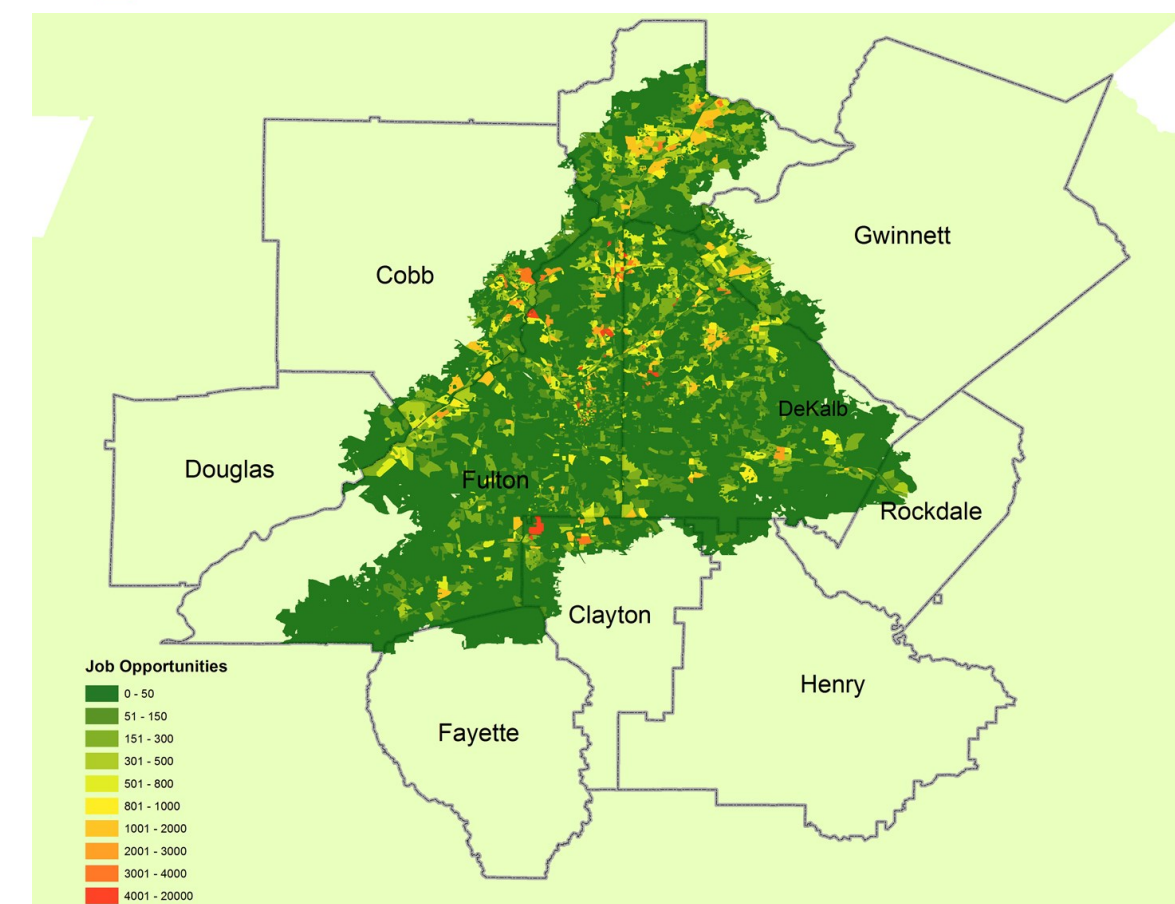 Gwinnett
Cobb
DeKalb
Douglas
Fulton
Rockdale
Clayton
Henry
Fayette
Job Opportunities
0 - 50
51 - 150
151 - 300
301 - 500
501 - 800
801 - 1000
1001 - 2000
2001 - 3000
3001 - 4000
4001 - 20000